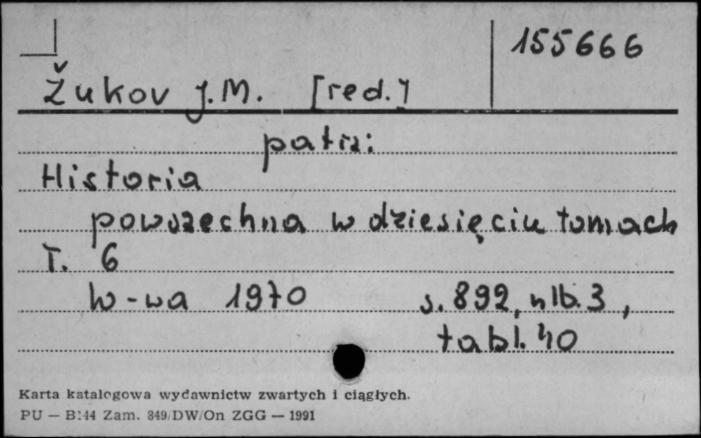 155666
Žukov J.M. [red.]
patrz:
Historia
powszechna w dziesięciu tomach
T. 6
W-wa 1970 s. 892, nlb. 3,
tabl. 40
Karta katalogowa wydawnictw zwartych i ciągłych.
PU — B144 Zam. 849/DW/On ZGG — 1991